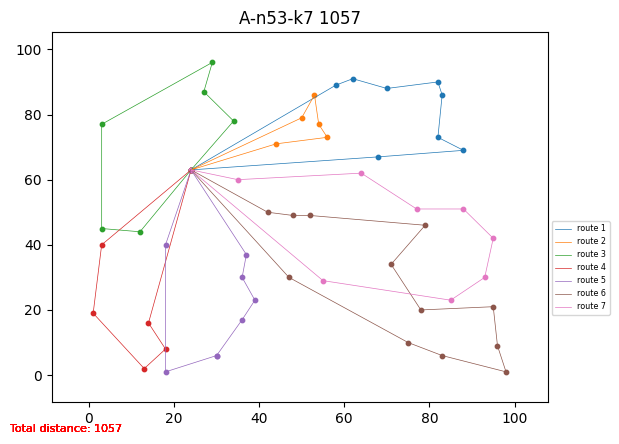 A-n53-k7 1057
100
80
60
40
20
0
0 20 40 60 80 100
route 1
route 2
route 3
route 4
route 5
route 6
route 7
Total distance: 1057